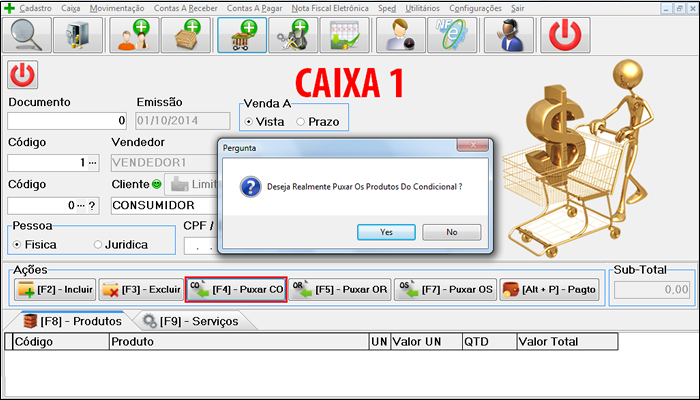 Cadastro Caixa Movimentação Contas A Receber Contas A Pagar Nota Fiscal Eletrônica Sped Utilitários Configurações Sair
NF-e
CAIXA 1
Documento Emissão Venda A
0 01/10/2014 Vista Prazo
Código Vendedor
1 ... VENDEDOR1
Código Cliente Limit
0 ... ? CONSUMIDOR
Pessoa CPF /
Fisica Juridica . .
Pergunta
Deseja Realmente Puxar Os Produtos Do Condicional ?
Yes No
Ações Sub-Total
[F2] - Incluir [F3] - Excluir CO [F4] - Puxar CO OR [F5] - Puxar OR OS [F7] - Puxar OS [Alt + P] - Pagto 0,00
[F8] - Produtos [F9] - Serviços
Código Produto UN Valor UN QTD Valor Total